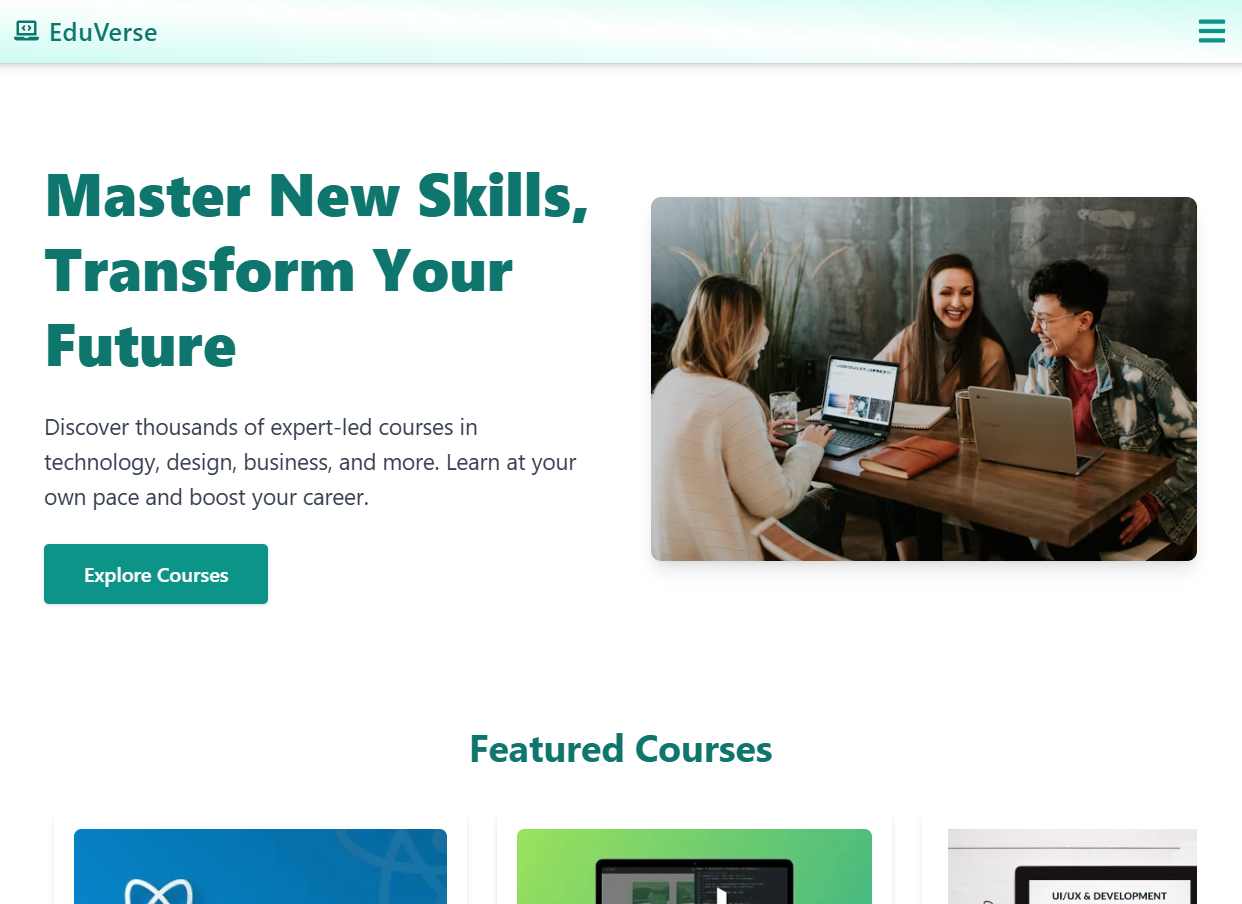 EduVerse
Master New Skills,
Transform Your
Future
Discover thousands of expert-led courses in
technology, design, business, and more. Learn at your
own pace and boost your career.
Explore Courses
Featured Courses
UI/UX & DEVELOPMENT